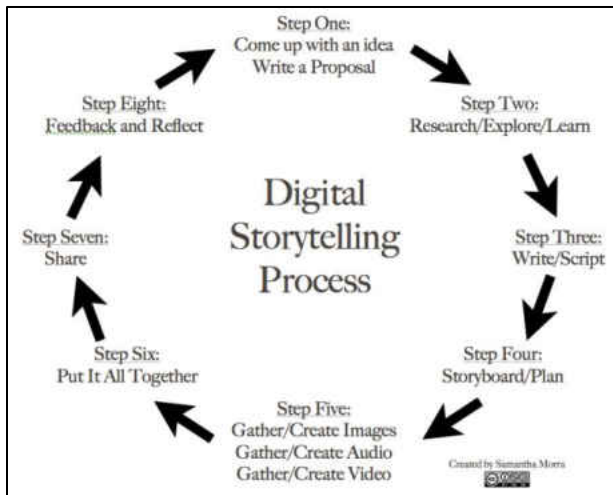 Step One:
Come up with an idea
Write a Proposal
Step Two:
Research/Explore/Learn
Step Three:
Write/Script
Step Four:
Storyboard/Plan
Step Five:
Gather/Create Images
Gather/Create Audio
Gather/Create Video
Step Six:
Put It All Together
Step Seven:
Share
Step Eight:
Feedback and Reflect
Digital
Storytelling
Process
Created by Samantha Morra